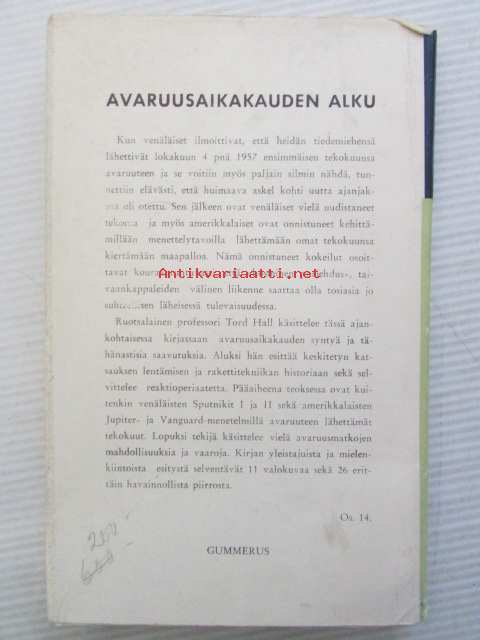 AVARUUSAIKAKAUDEN ALKU
Kun venäläiset ilmoittivat, että heidän tiedemiehensä
lähettivät lokakuun 4 pnä 1957 ensimmäisen tekokuunsa
avaruuteen ja se voitiin myös paljain silmin nähdä, tun-
nettiin elävästi, että huimaava askel kohti uutta ajanjak-
soa oli otettu. Sen jälkeen ovat venäläiset vielä uudistaneet
ja myös amerikkalaiset ovat onnistuneet kehittä-
millään menettelytavoilla lähettämään omat tekokuunsa
kiertämään maapalloa. Nämä onnistuneet kokeilut osoit-
tavat
Antikvariaatti.net
tai-
vaankappaleiden välinen liikenne saattaa olla tosiasia jo
suhteellisen läheisessä tulevaisuudessa.
Ruotsalainen professori Tord Hall käsittelee tässä ajan-
kohtaisessa kirjassaan avaruusaikakauden syntyä ja tä-
hänastisia saavutuksia. Aluksi hän esittää keskitetyn kat-
sauksen lentämisen ja rakettitekniikan historiaan sekä sel-
vittelee reaktioperiaatetta. Pääaiheena teoksessa ovat kui-
tenkin venäläisten Sputnikit I ja II sekä amerikkalaisten
Jupiter- ja Vanguard-menetelmillä avaruuteen lähettämät
tekokuut. Lopuksi tekijä käsittelee vielä avaruusmatkojen
mahdollisuuksia ja vaaroja. Kirjan yleistajuista ja mielen-
kiintoista esitystä selventävät 11 valokuvaa sekä 26 erit-
täin havainnollista piirrosta.
Os. 14.
GUMMERUS